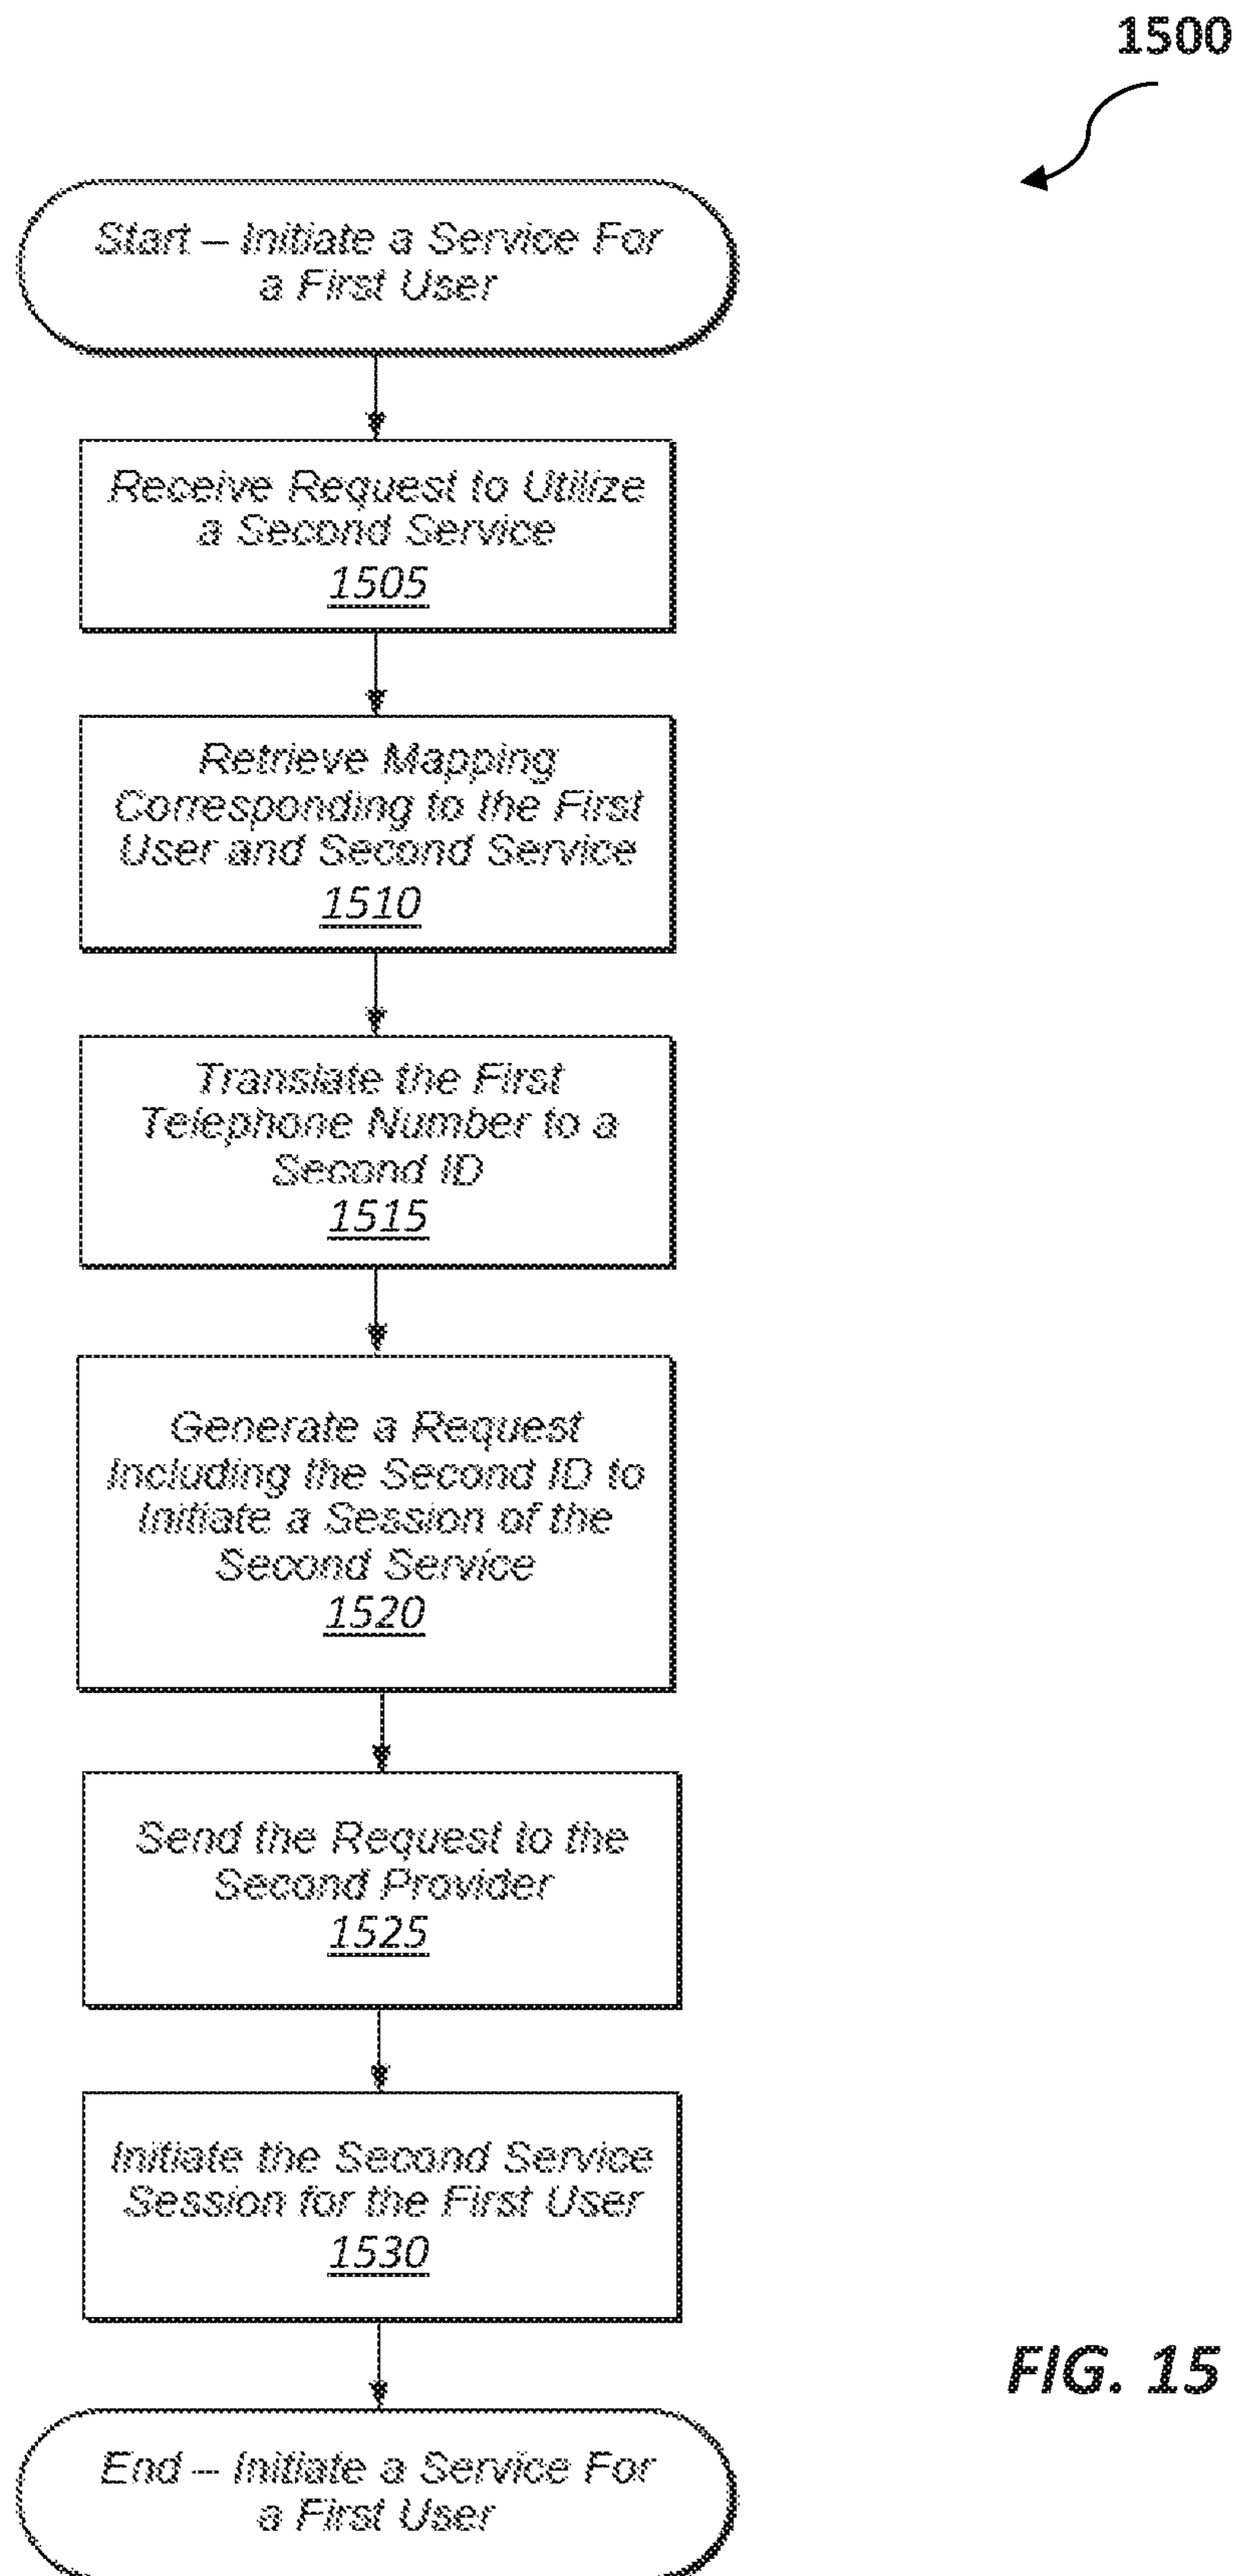 1500
Start – Initiate a Service For
a First User
Receive Request to Utilize
a Second Service
1505
Retrieve Mapping
Corresponding to the First
User and Second Service
1510
Translate the First
Telephone Number to a
Second ID
1515
Generate a Request
Including the Second ID to
Initiate a Session of the
Second Service
1520
Send the Request to the
Second Provider
1525
Initiate the Second Service
Session for the First User
1530
FIG. 15
End – Initiate a Service For
a First User